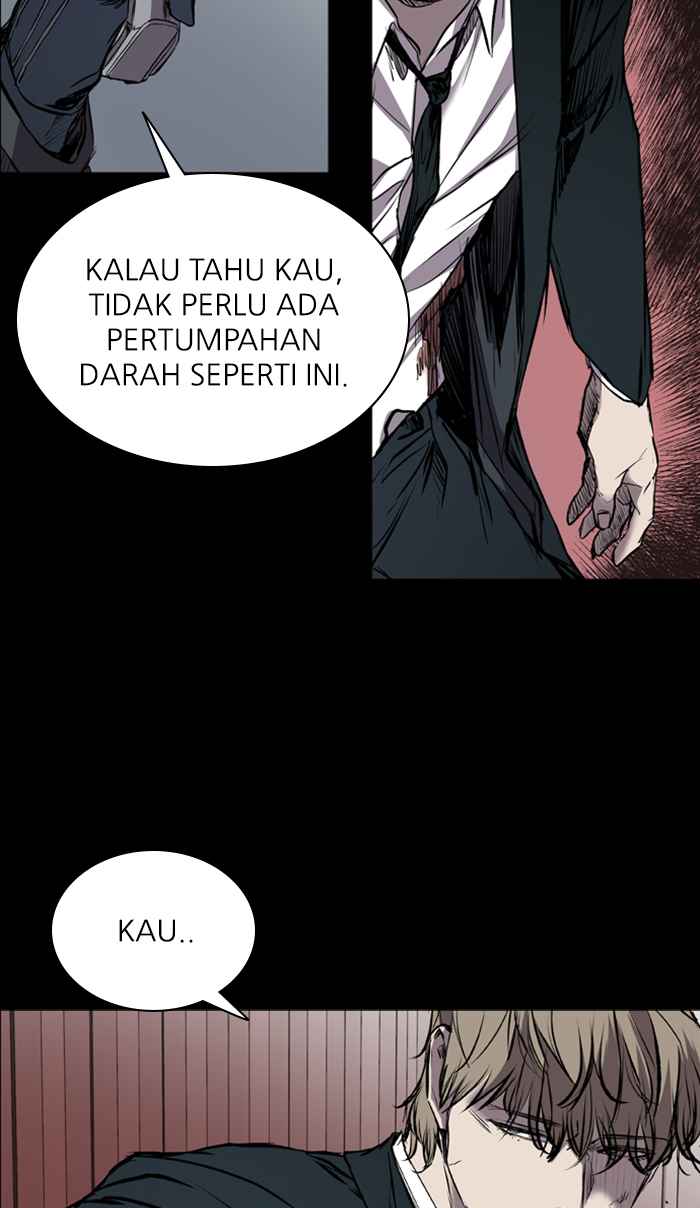 KALAU TAHU KAU,
TIDAK PERLU ADA
PERTUMPAHAN
DARAH SEPERTI INI.
KAU..